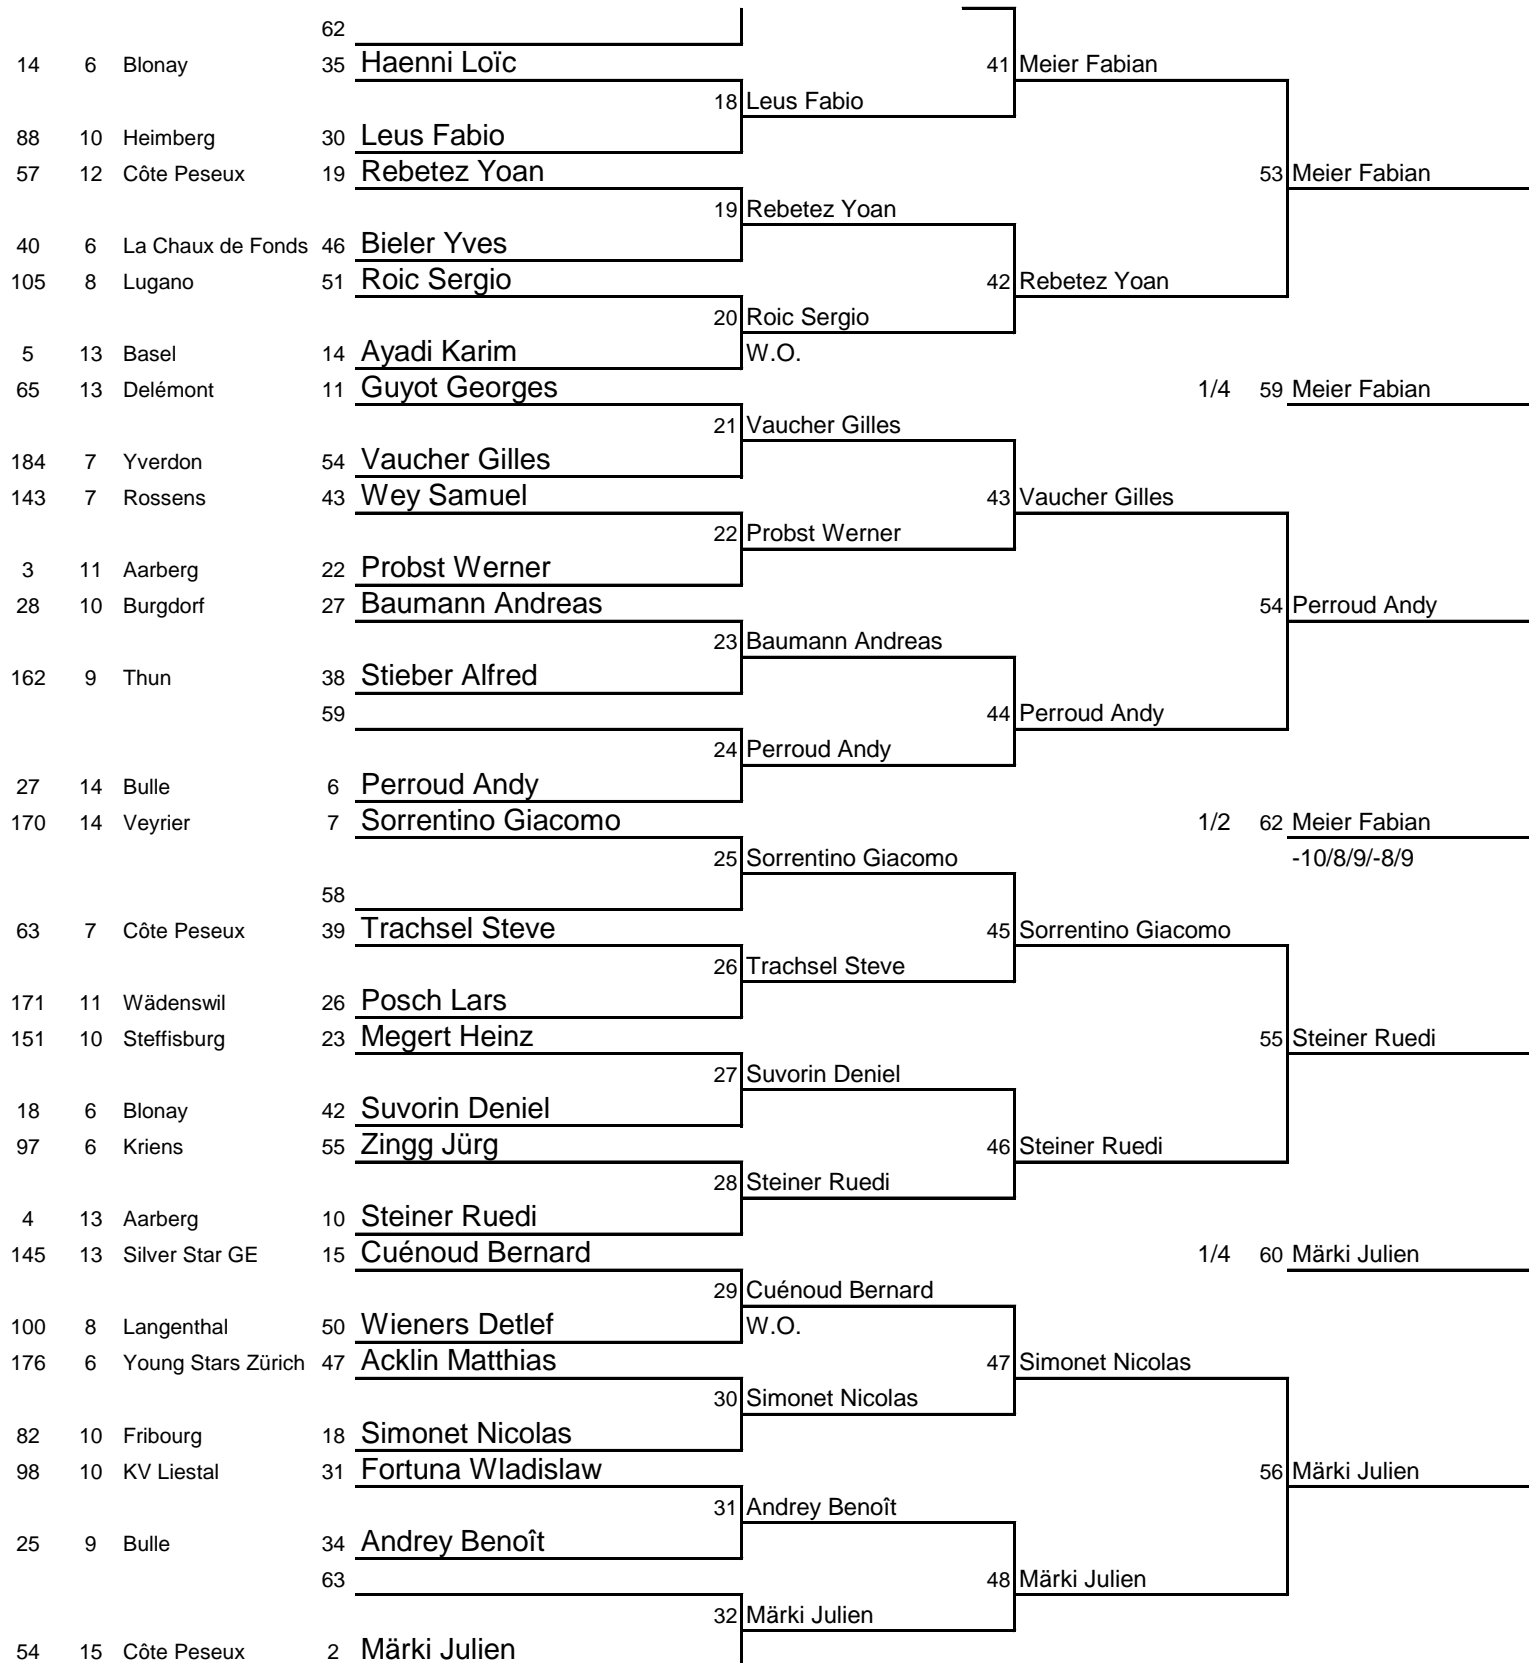 62
14 6 Blonay 35 Haenni Loïc 41 Meier Fabian
18 Leus Fabio
88 10 Heimberg 30 Leus Fabio
57 12 Côte Peseux 19 Rebetez Yoan 53 Meier Fabian
19 Rebetez Yoan
40 6 La Chaux de Fonds 46 Bieler Yves
105 8 Lugano 51 Roic Sergio 42 Rebetez Yoan
20 Roic Sergio
5 13 Basel 14 Ayadi Karim W.O.
65 13 Delémont 11 Guyot Georges 1/4 59 Meier Fabian
21 Vaucher Gilles
184 7 Yverdon 54 Vaucher Gilles
143 7 Rossens 43 Wey Samuel 43 Vaucher Gilles
22 Probst Werner
3 11 Aarberg 22 Probst Werner
28 10 Burgdorf 27 Baumann Andreas 54 Perroud Andy
23 Baumann Andreas
162 9 Thun 38 Stieber Alfred
59 44 Perroud Andy
24 Perroud Andy
27 14 Bulle 6 Perroud Andy
170 14 Veyrier 7 Sorrentino Giacomo 1/2 62 Meier Fabian
25 Sorrentino Giacomo -10/8/9/-8/9
58
63 7 Côte Peseux 39 Trachsel Steve 45 Sorrentino Giacomo
26 Trachsel Steve
171 11 Wädenswil 26 Posch Lars
151 10 Steffisburg 23 Megert Heinz 55 Steiner Ruedi
27 Suvorin Deniel
18 6 Blonay 42 Suvorin Deniel
97 6 Kriens 55 Zingg Jürg 46 Steiner Ruedi
28 Steiner Ruedi
4 13 Aarberg 10 Steiner Ruedi
145 13 Silver Star GE 15 Cuénoud Bernard 1/4 60 Märki Julien
29 Cuénoud Bernard
100 8 Langenthal 50 Wieners Detlef W.O.
176 6 Young Stars Zürich 47 Acklin Matthias 47 Simonet Nicolas
30 Simonet Nicolas
82 10 Fribourg 18 Simonet Nicolas
98 10 KV Liestal 31 Fortuna Wladislaw 56 Märki Julien
31 Andrey Benoît
25 9 Bulle 34 Andrey Benoît
63 48 Märki Julien
32 Märki Julien
54 15 Côte Peseux 2 Märki Julien